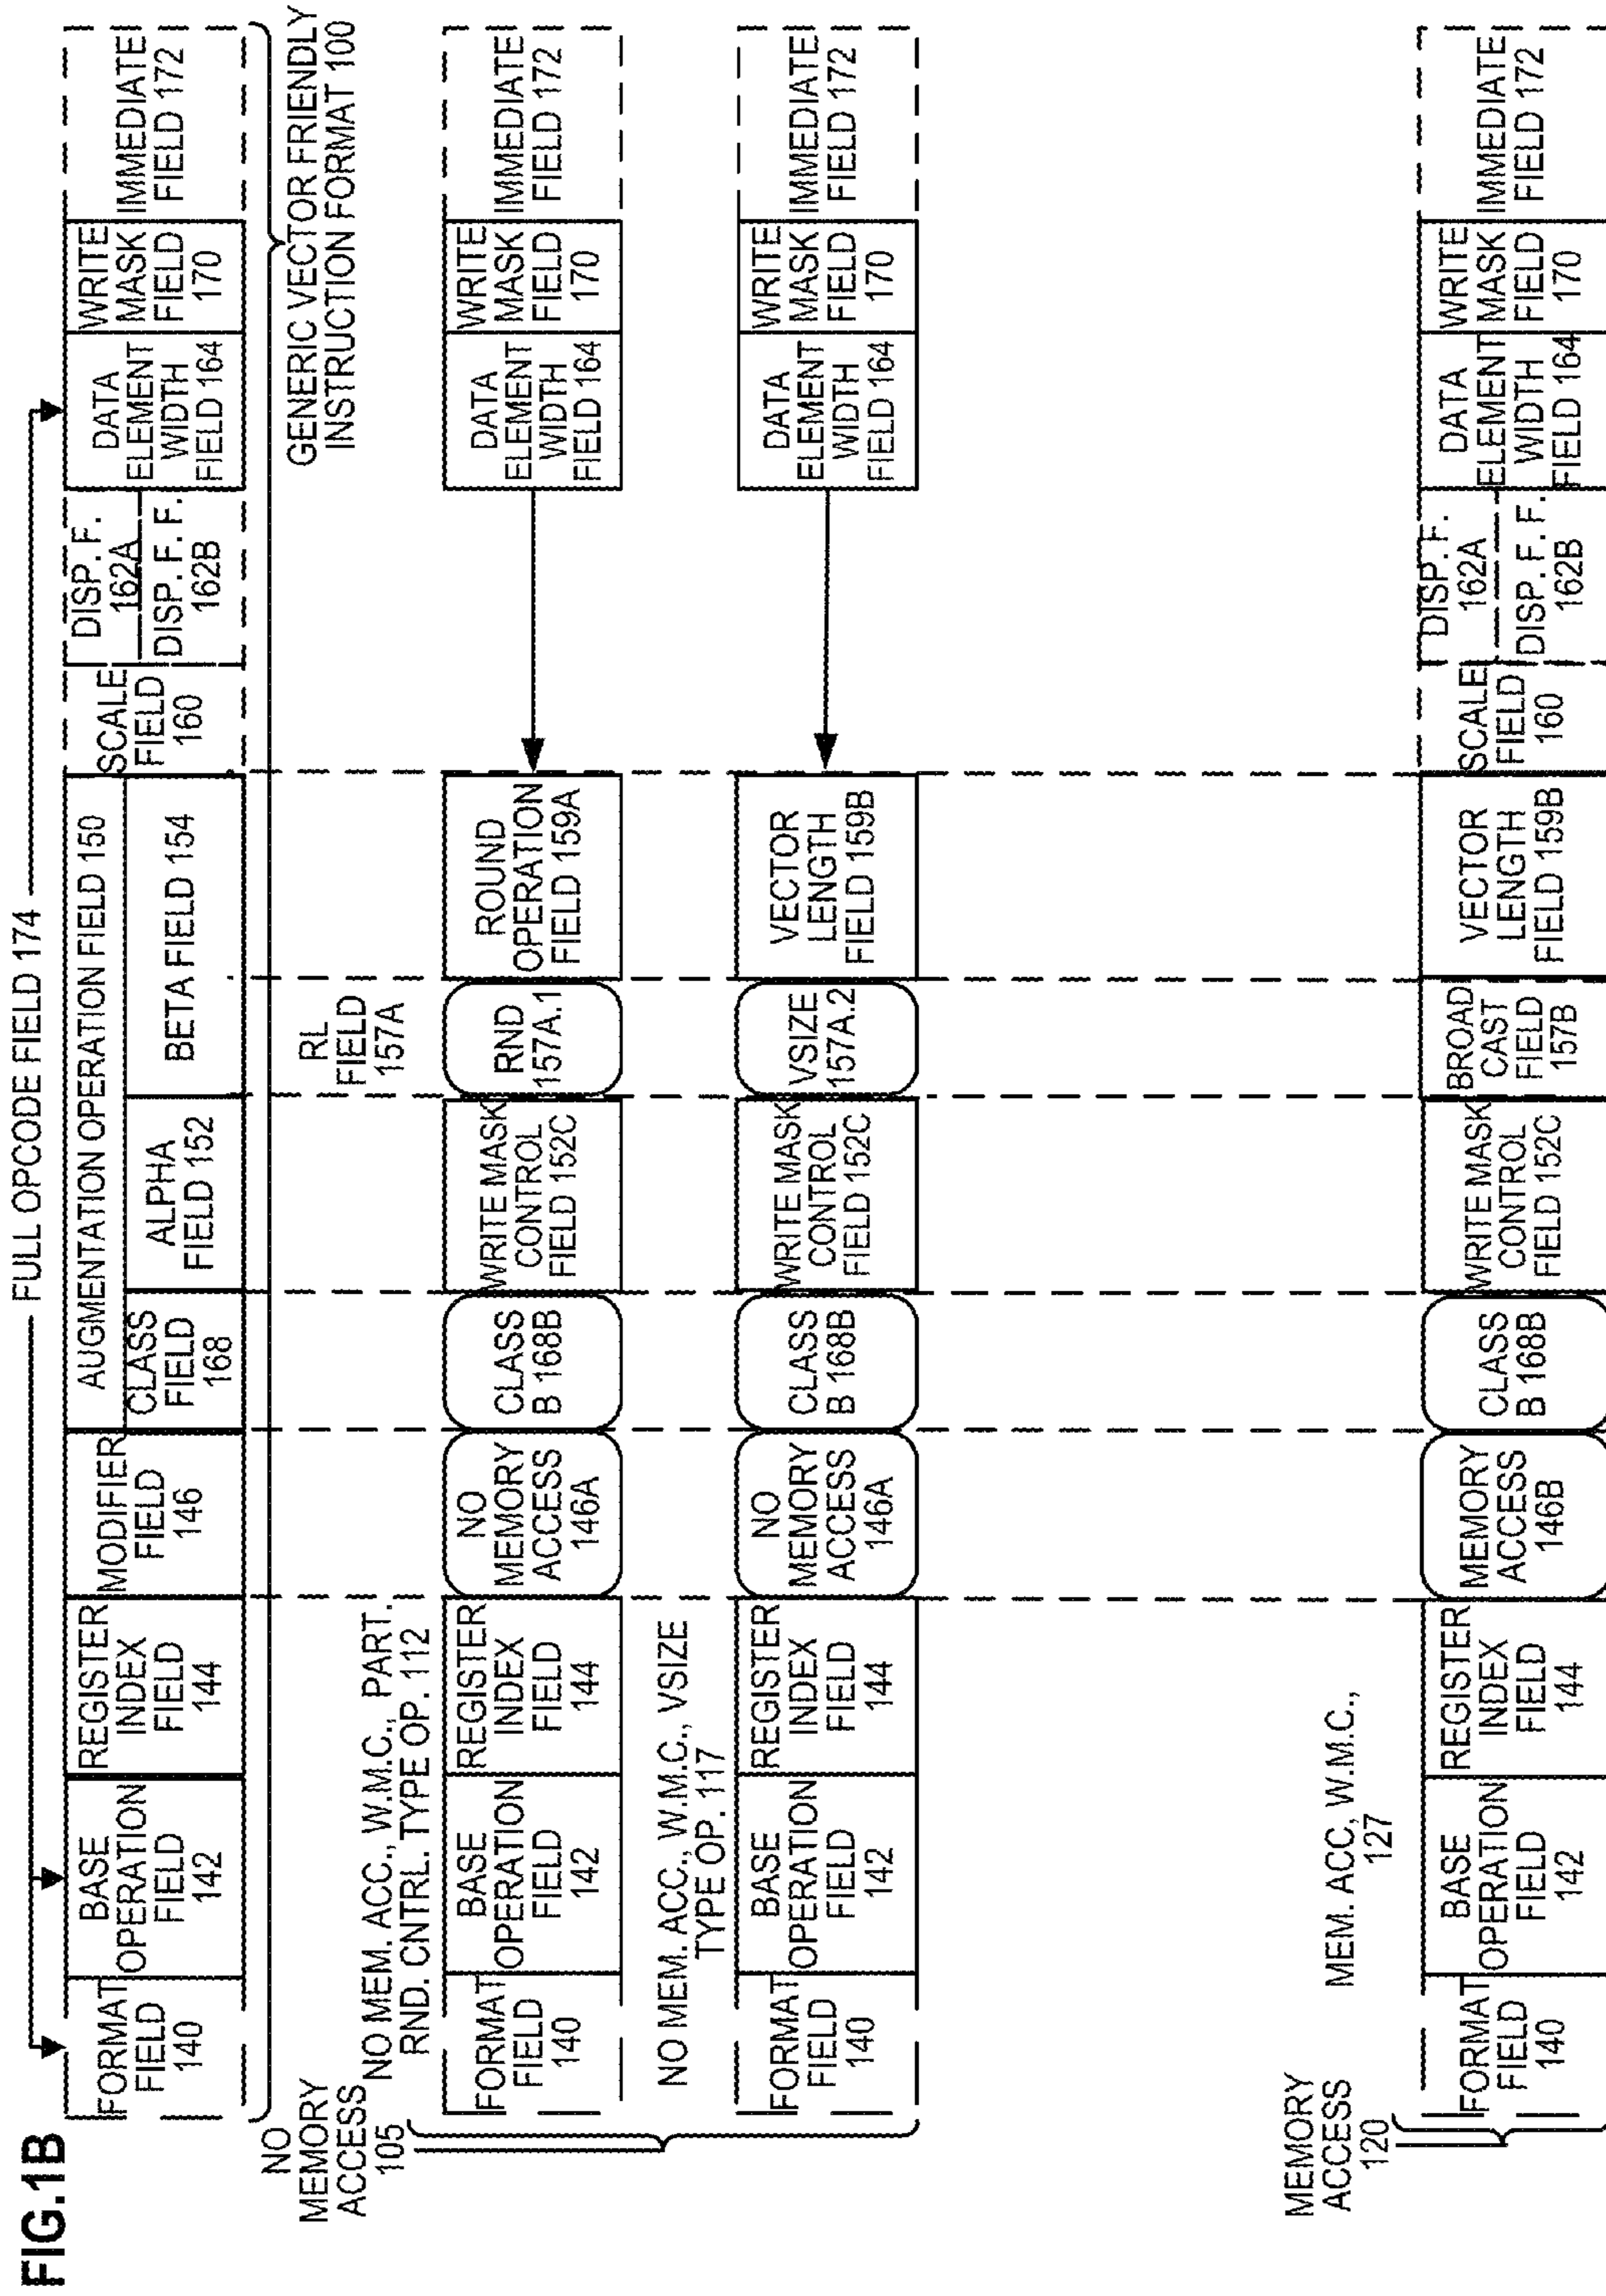 FIG.1B
FULL OPCODE FIELD 174
FORMAT
FIELD
140
BASE
OPERATION
FIELD
142
REGISTER
INDEX
FIELD
144
MODIFIER
FIELD
146
AUGMENTATION OPERATION FIELD 150
CLASS
FIELD
168
ALPHA
FIELD 152
BETA FIELD 154
SCALE
FIELD
160
DISP. F.
162A
DISP. F. F.
162B
DATA
ELEMENT
WIDTH
FIELD 164
WRITE
MASK
FIELD
170
IMMEDIATE
FIELD 172
GENERIC VECTOR FRIENDLY
INSTRUCTION FORMAT 100
NO
MEMORY
ACCESS
105
NO MEM. ACC., W.M.C., PART.
RND. CNTRL. TYPE OP. 112
RL
FIELD
157A
FORMAT
FIELD
140
BASE
OPERATION
FIELD
142
REGISTER
INDEX
FIELD
144
NO
MEMORY
ACCESS
146A
CLASS
B 168B
WRITE MASK
CONTROL
FIELD 152C
RND
157A.1
ROUND
OPERATION
FIELD 159A
DATA
ELEMENT
WIDTH
FIELD 164
WRITE
MASK
FIELD
170
IMMEDIATE
FIELD 172
NO MEM. ACC., W.M.C., VSIZE
TYPE OP. 117
FORMAT
FIELD
140
BASE
OPERATION
FIELD
142
REGISTER
INDEX
FIELD
144
NO
MEMORY
ACCESS
146A
CLASS
B 168B
WRITE MASK
CONTROL
FIELD 152C
VSIZE
157A.2
VECTOR
LENGTH
FIELD 159B
DATA
ELEMENT
WIDTH
FIELD 164
WRITE
MASK
FIELD
170
IMMEDIATE
FIELD 172
MEMORY
ACCESS
120
MEM. ACC, W.M.C.,
127
FORMAT
FIELD
140
BASE
OPERATION
FIELD
142
REGISTER
INDEX
FIELD
144
MEMORY
ACCESS
146B
CLASS
B 168B
WRITE MASK
CONTROL
FIELD 152C
BROAD
CAST
FIELD
157B
VECTOR
LENGTH
FIELD 159B
SCALE
FIELD
160
DISP. F.
162A
DISP. F. F.
162B
DATA
ELEMENT
WIDTH
FIELD 164
WRITE
MASK
FIELD
170
IMMEDIATE
FIELD 172